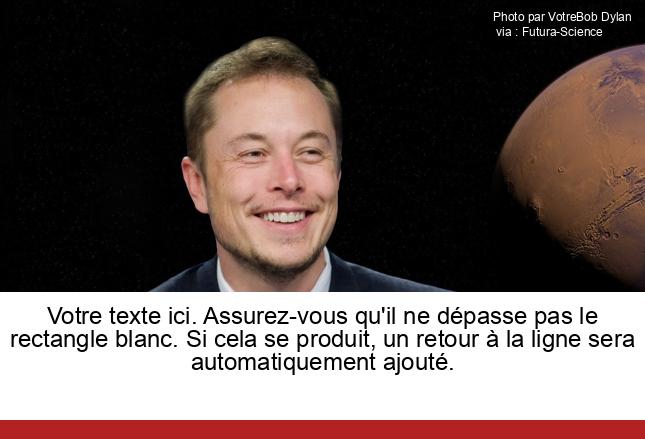 Photo par VotreBob Dylan
via : Futura-Science
Votre texte ici. Assurez-vous qu'il ne dépasse pas le
rectangle blanc. Si cela se produit, un retour à la ligne sera
automatiquement ajouté.